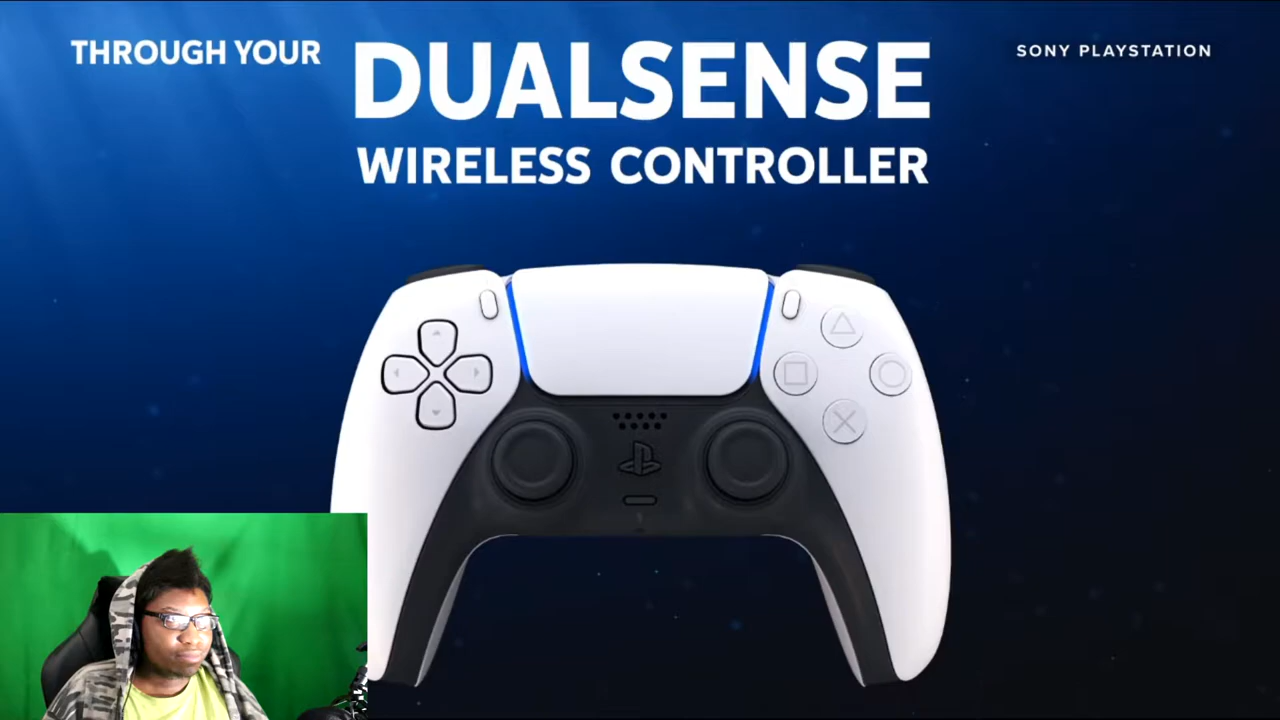 THROUGH YOUR
DUALSENSE
WIRELESS CONTROLLER
SONY PLAYSTATION